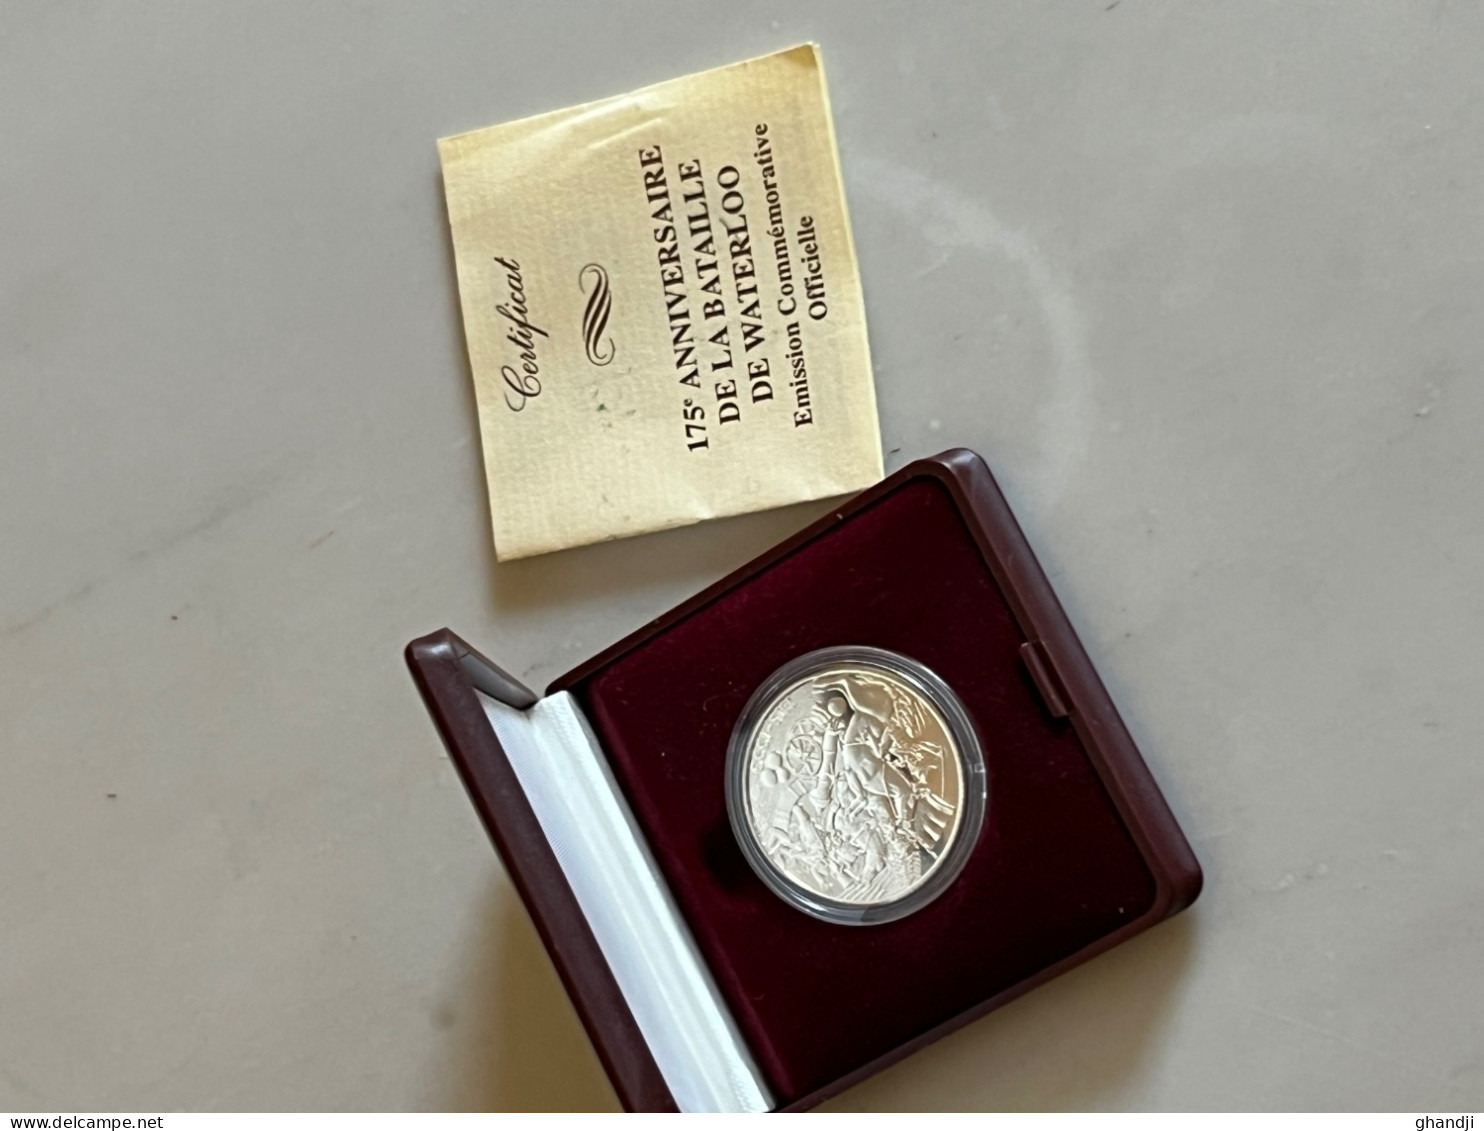 Certificat
175e ANNIVERSAIRE
DE LA BATAILLE
DE WATERLOO
Emission Commémorative
Officielle
www.delcampe.net
ghandji